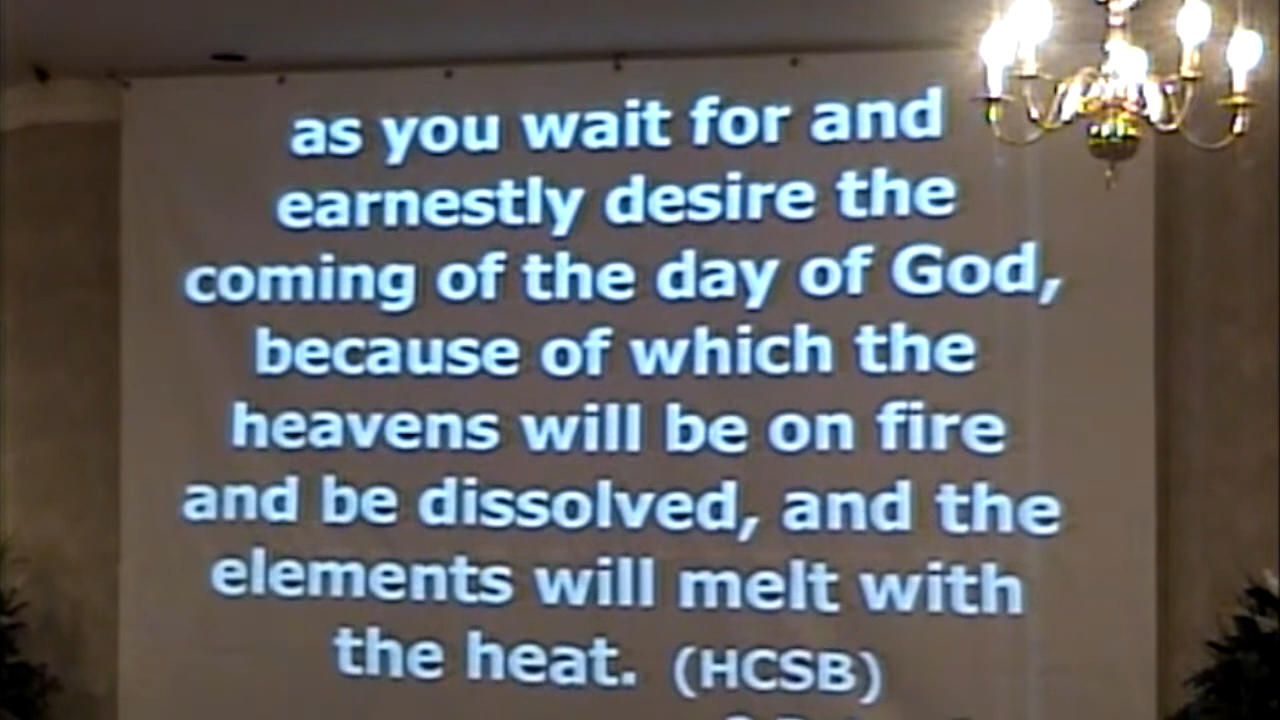 as you wait for and
earnestly desire the
coming of the day of God,
because of which the
heavens will be on fire
and be dissolved, and the
elements will melt with
the heat. (HCSB)